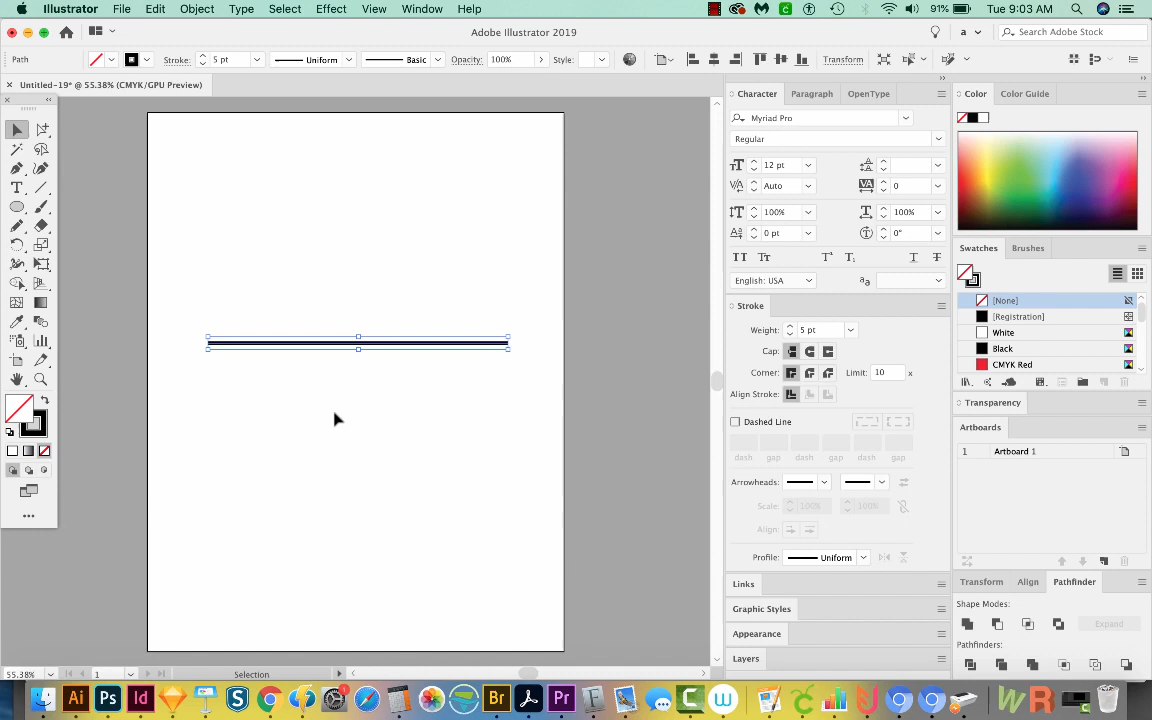 Illustrator File Edit Object Type Select Effect View Window Help 91% Tue 9:03 AM
Adobe Illustrator 2019 a Search Adobe Stock
Path Stroke: 5 pt Uniform Basic Opacity: 100% Style: Transform
Untitled-19* @ 55.38% (CMYK/GPU Preview)
Character Paragraph OpenType
Myriad Pro
Regular
12 pt
Auto 0
100% 100%
0 pt 0°
English: USA
Stroke
Weight: 5 pt
Cap:
Corner: Limit: 10 x
Align Stroke:
Dashed Line
dash gap dash gap dash gap
Arrowheads:
Scale: 100% 100%
Align:
Profile: Uniform
Links
Graphic Styles
Appearance
Layers
Color Color Guide
Swatches Brushes
[None]
[Registration]
White
Black
CMYK Red
Transparency
Artboards
1 Artboard 1
Transform Align Pathfinder
Shape Modes:
Expand
Pathfinders:
55.38% 1 Selection
Ai Ps Id S Br Pr F W W R